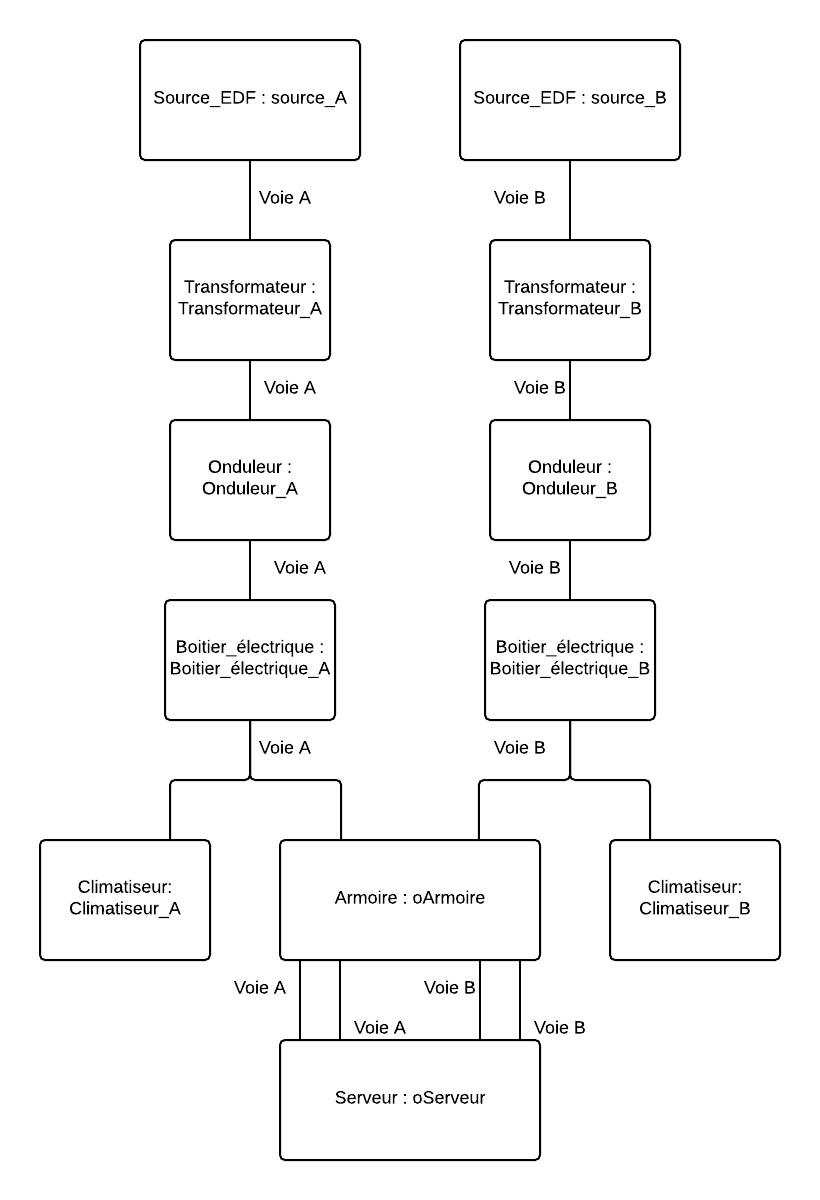 Source_EDF : source_A
Source_EDF : source_B
Voie A
Voie B
Transformateur :
Transformateur_A
Transformateur :
Transformateur_B
Voie A
Voie B
Onduleur :
Onduleur_A
Onduleur :
Onduleur_B
Voie A
Voie B
Boitier_électrique :
Boitier_électrique_A
Boitier_électrique :
Boitier_électrique_B
Voie A
Voie B
Climatiseur:
Climatiseur_A
Armoire : oArmoire
Climatiseur:
Climatiseur_B
Voie A
Voie B
Voie A
Voie B
Serveur : oServeur